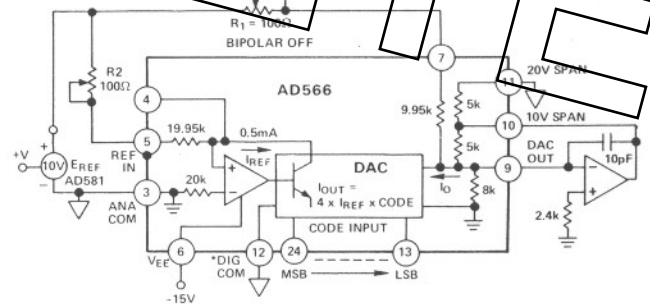 R1 = 100Ω
BIPOLAR OFF
7
11
20V SPAN
R2
100Ω
AD566
4
9.95k
5k
10
10V SPAN
5
19.95k
0.5mA
5k
REF
IN
IREF
DAC
DAC
OUT
+V
+
10V
−
EREF
AD581
3
20k
+
−
IOUT =
4 x IREF x CODE
IO
8k
9
10pF
−
+
ANA
COM
CODE INPUT
2.4k
VEE
6
*DIG
COM
12
24
13
MSB
LSB
-15V